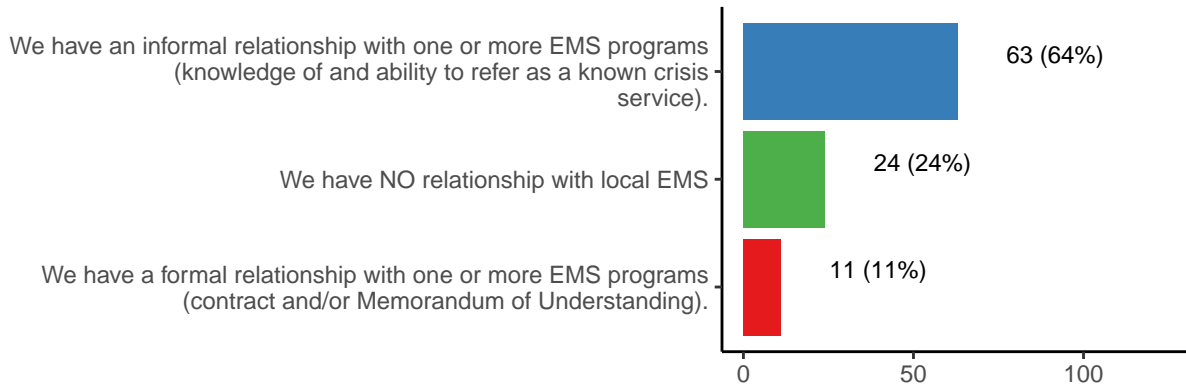 We have an informal relationship with one or more EMS programs
(knowledge of and ability to refer as a known crisis
service).
63 (64%)
We have NO relationship with local EMS
24 (24%)
We have a formal relationship with one or more EMS programs
(contract and/or Memorandum of Understanding).
11 (11%)
0 50 100